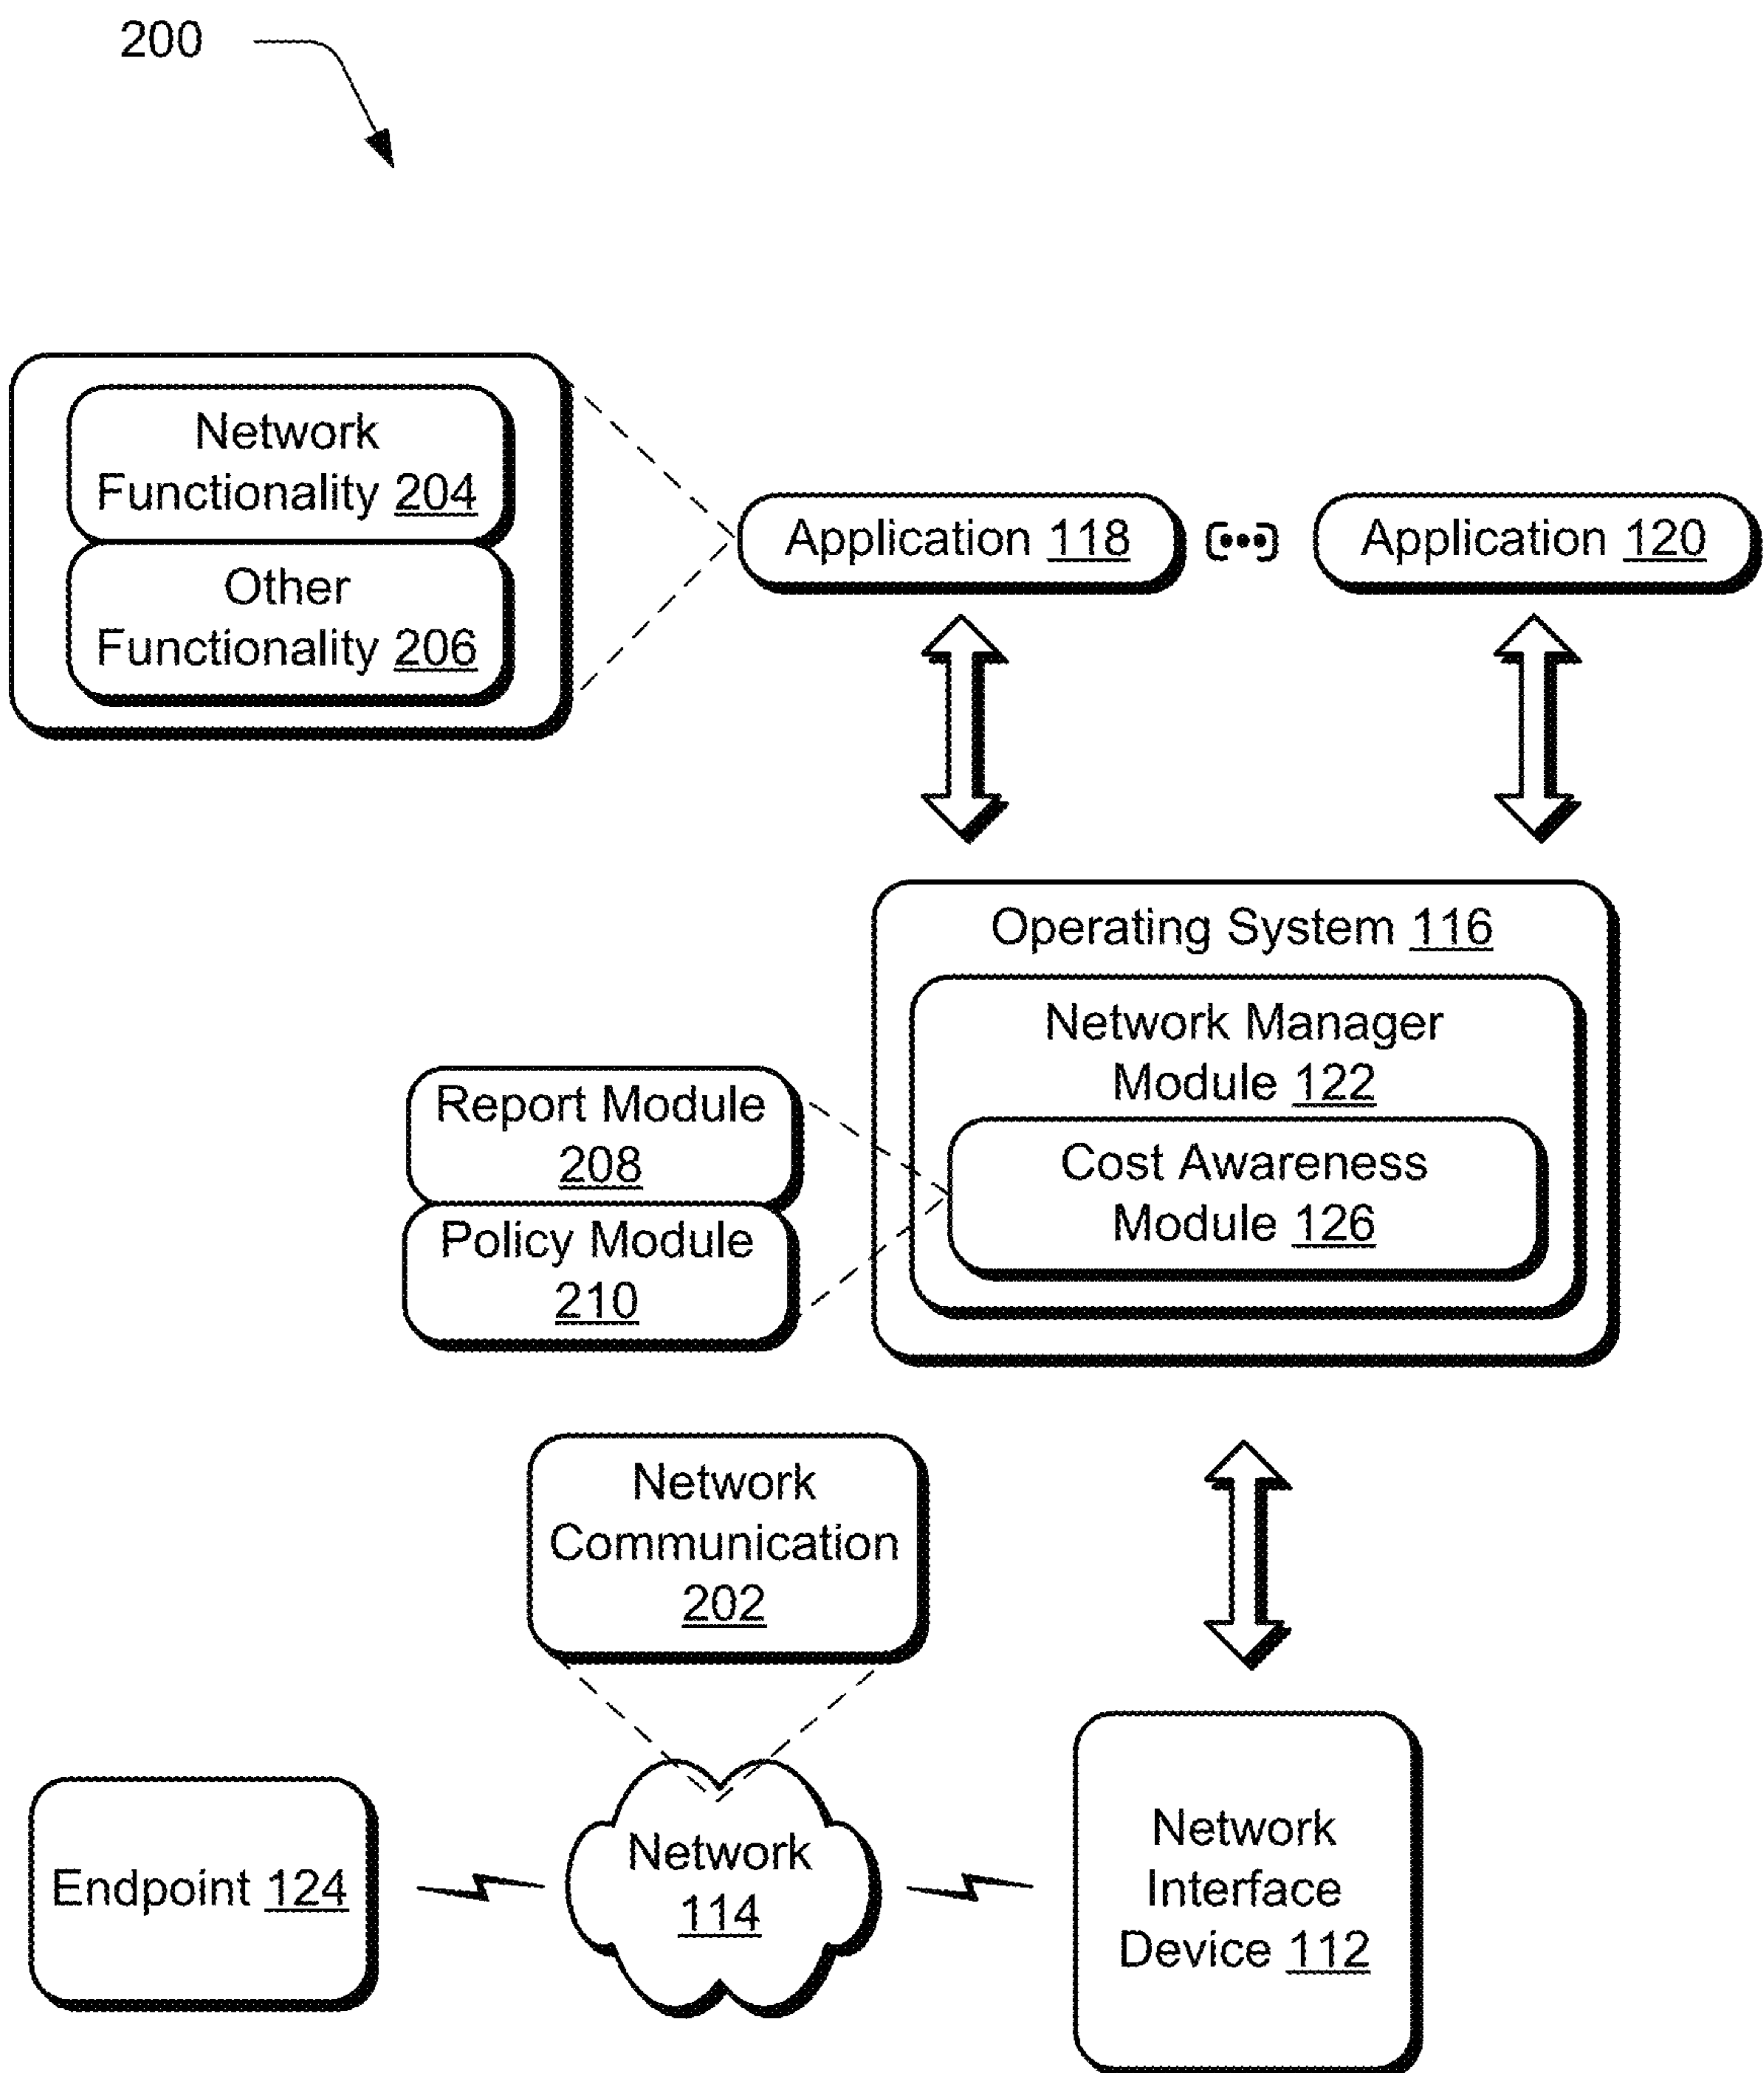 200
Network
Functionality 204
Other
Functionality 206
Application 118
Application 120
Operating System 116
Network Manager
Module 122
Cost Awareness
Module 126
Report Module
208
Policy Module
210
Network
Communication
202
Endpoint 124
Network
114
Network
Interface
Device 112